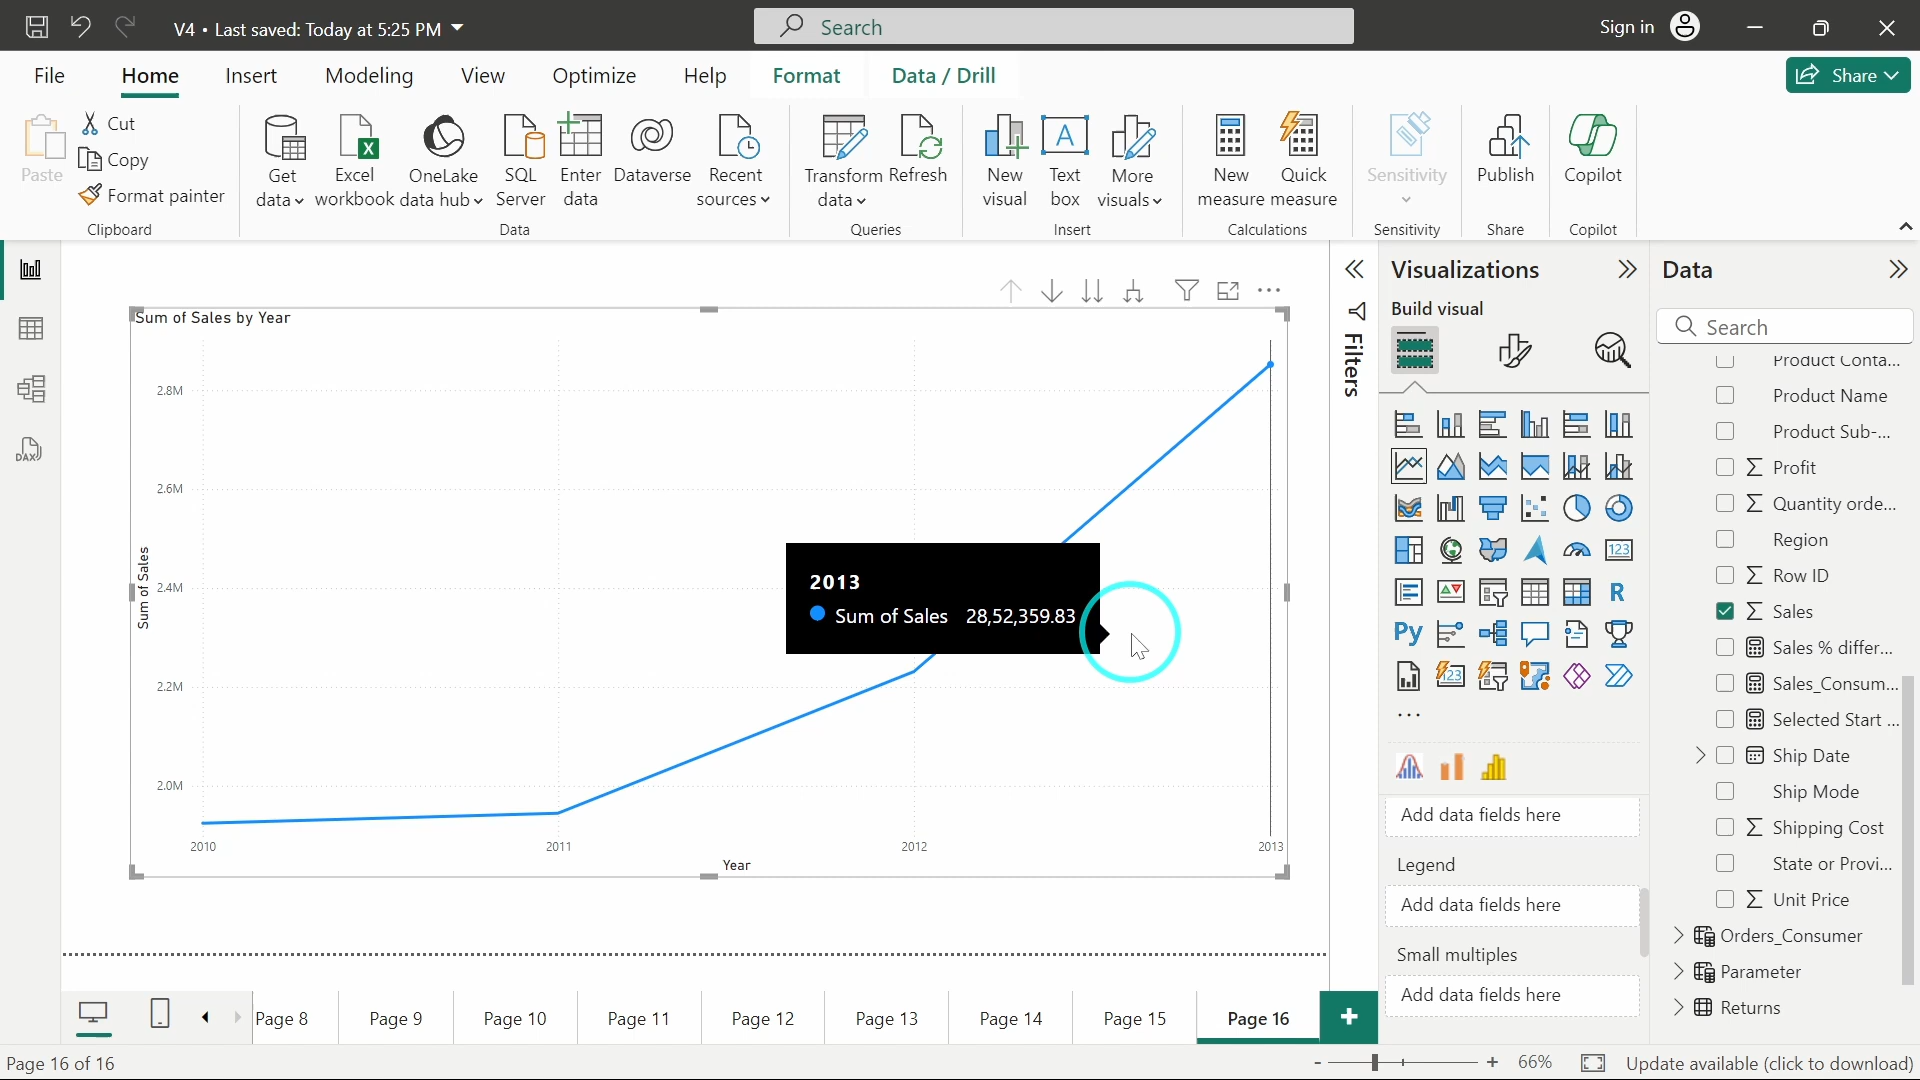 V4 • Last saved: Today at 5:25 PM
Search
Sign in
File
Home
Insert
Modeling
View
Optimize
Help
Format
Data / Drill
Share
Paste
Cut
Copy
Format painter
Clipboard
Get
data
Excel
workbook
OneLake
data hub
SQL
Server
Enter
data
Dataverse
Recent
sources
Data
Transform
data
Refresh
Queries
New
visual
Text
box
More
visuals
Insert
New
measure
Quick
measure
Calculations
Sensitivity
Sensitivity
Publish
Share
Copilot
Copilot
DAX
Sum of Sales by Year
Sum of Sales
2.8M
2.6M
2.4M
2.2M
2.0M
2010
2011
2012
2013
Year
2013
Sum of Sales 28,52,359.83
Filters
Visualizations
Build visual
123
R
Py
123
Add data fields here
Legend
Add data fields here
Small multiples
Add data fields here
Data
Search
Product Conta...
Product Name
Product Sub-...
Profit
Quantity orde...
Region
Row ID
Sales
Sales % differ...
Sales_Consum...
Selected Start ...
Ship Date
Ship Mode
Shipping Cost
State or Provi...
Unit Price
Orders_Consumer
Parameter
Returns
Page 8
Page 9
Page 10
Page 11
Page 12
Page 13
Page 14
Page 15
Page 16
+
Page 16 of 16
- + 66%
Update available (click to download)